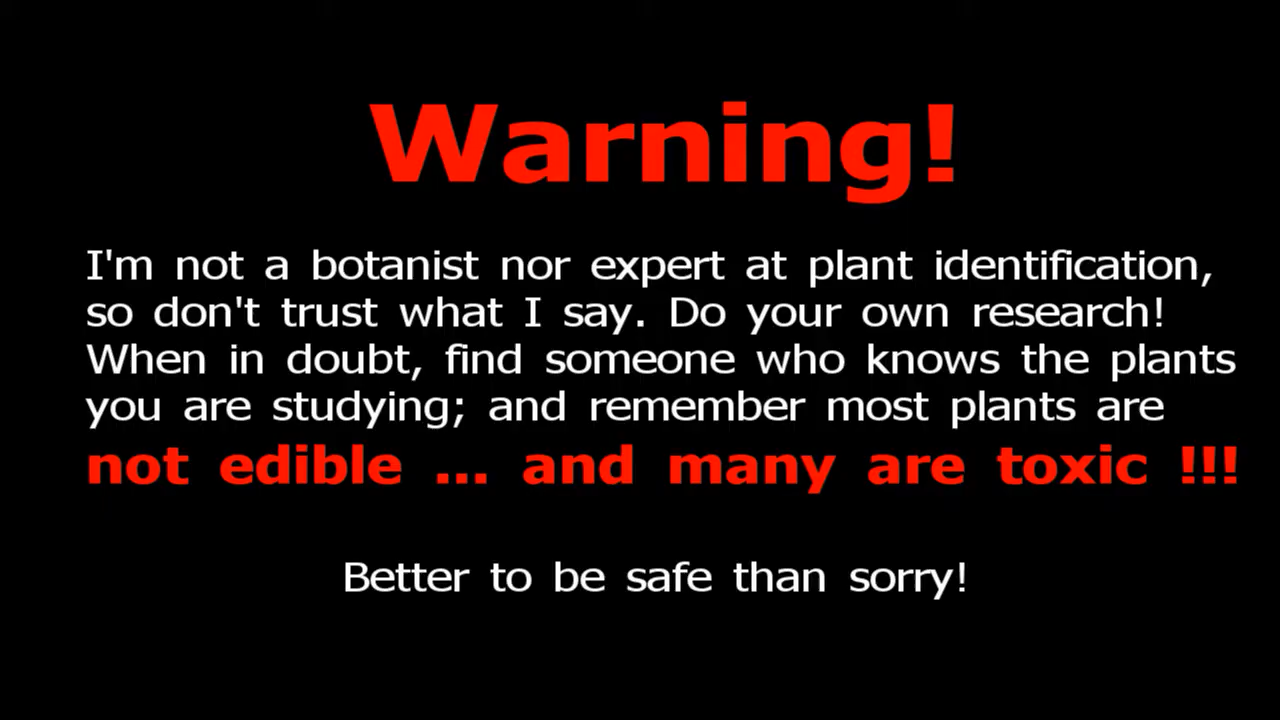 Warning!
I'm not a botanist nor expert at plant identification,
so don't trust what I say. Do your own research!
When in doubt, find someone who knows the plants
you are studying; and remember most plants are
not edible ... and many are toxic !!!
Better to be safe than sorry!